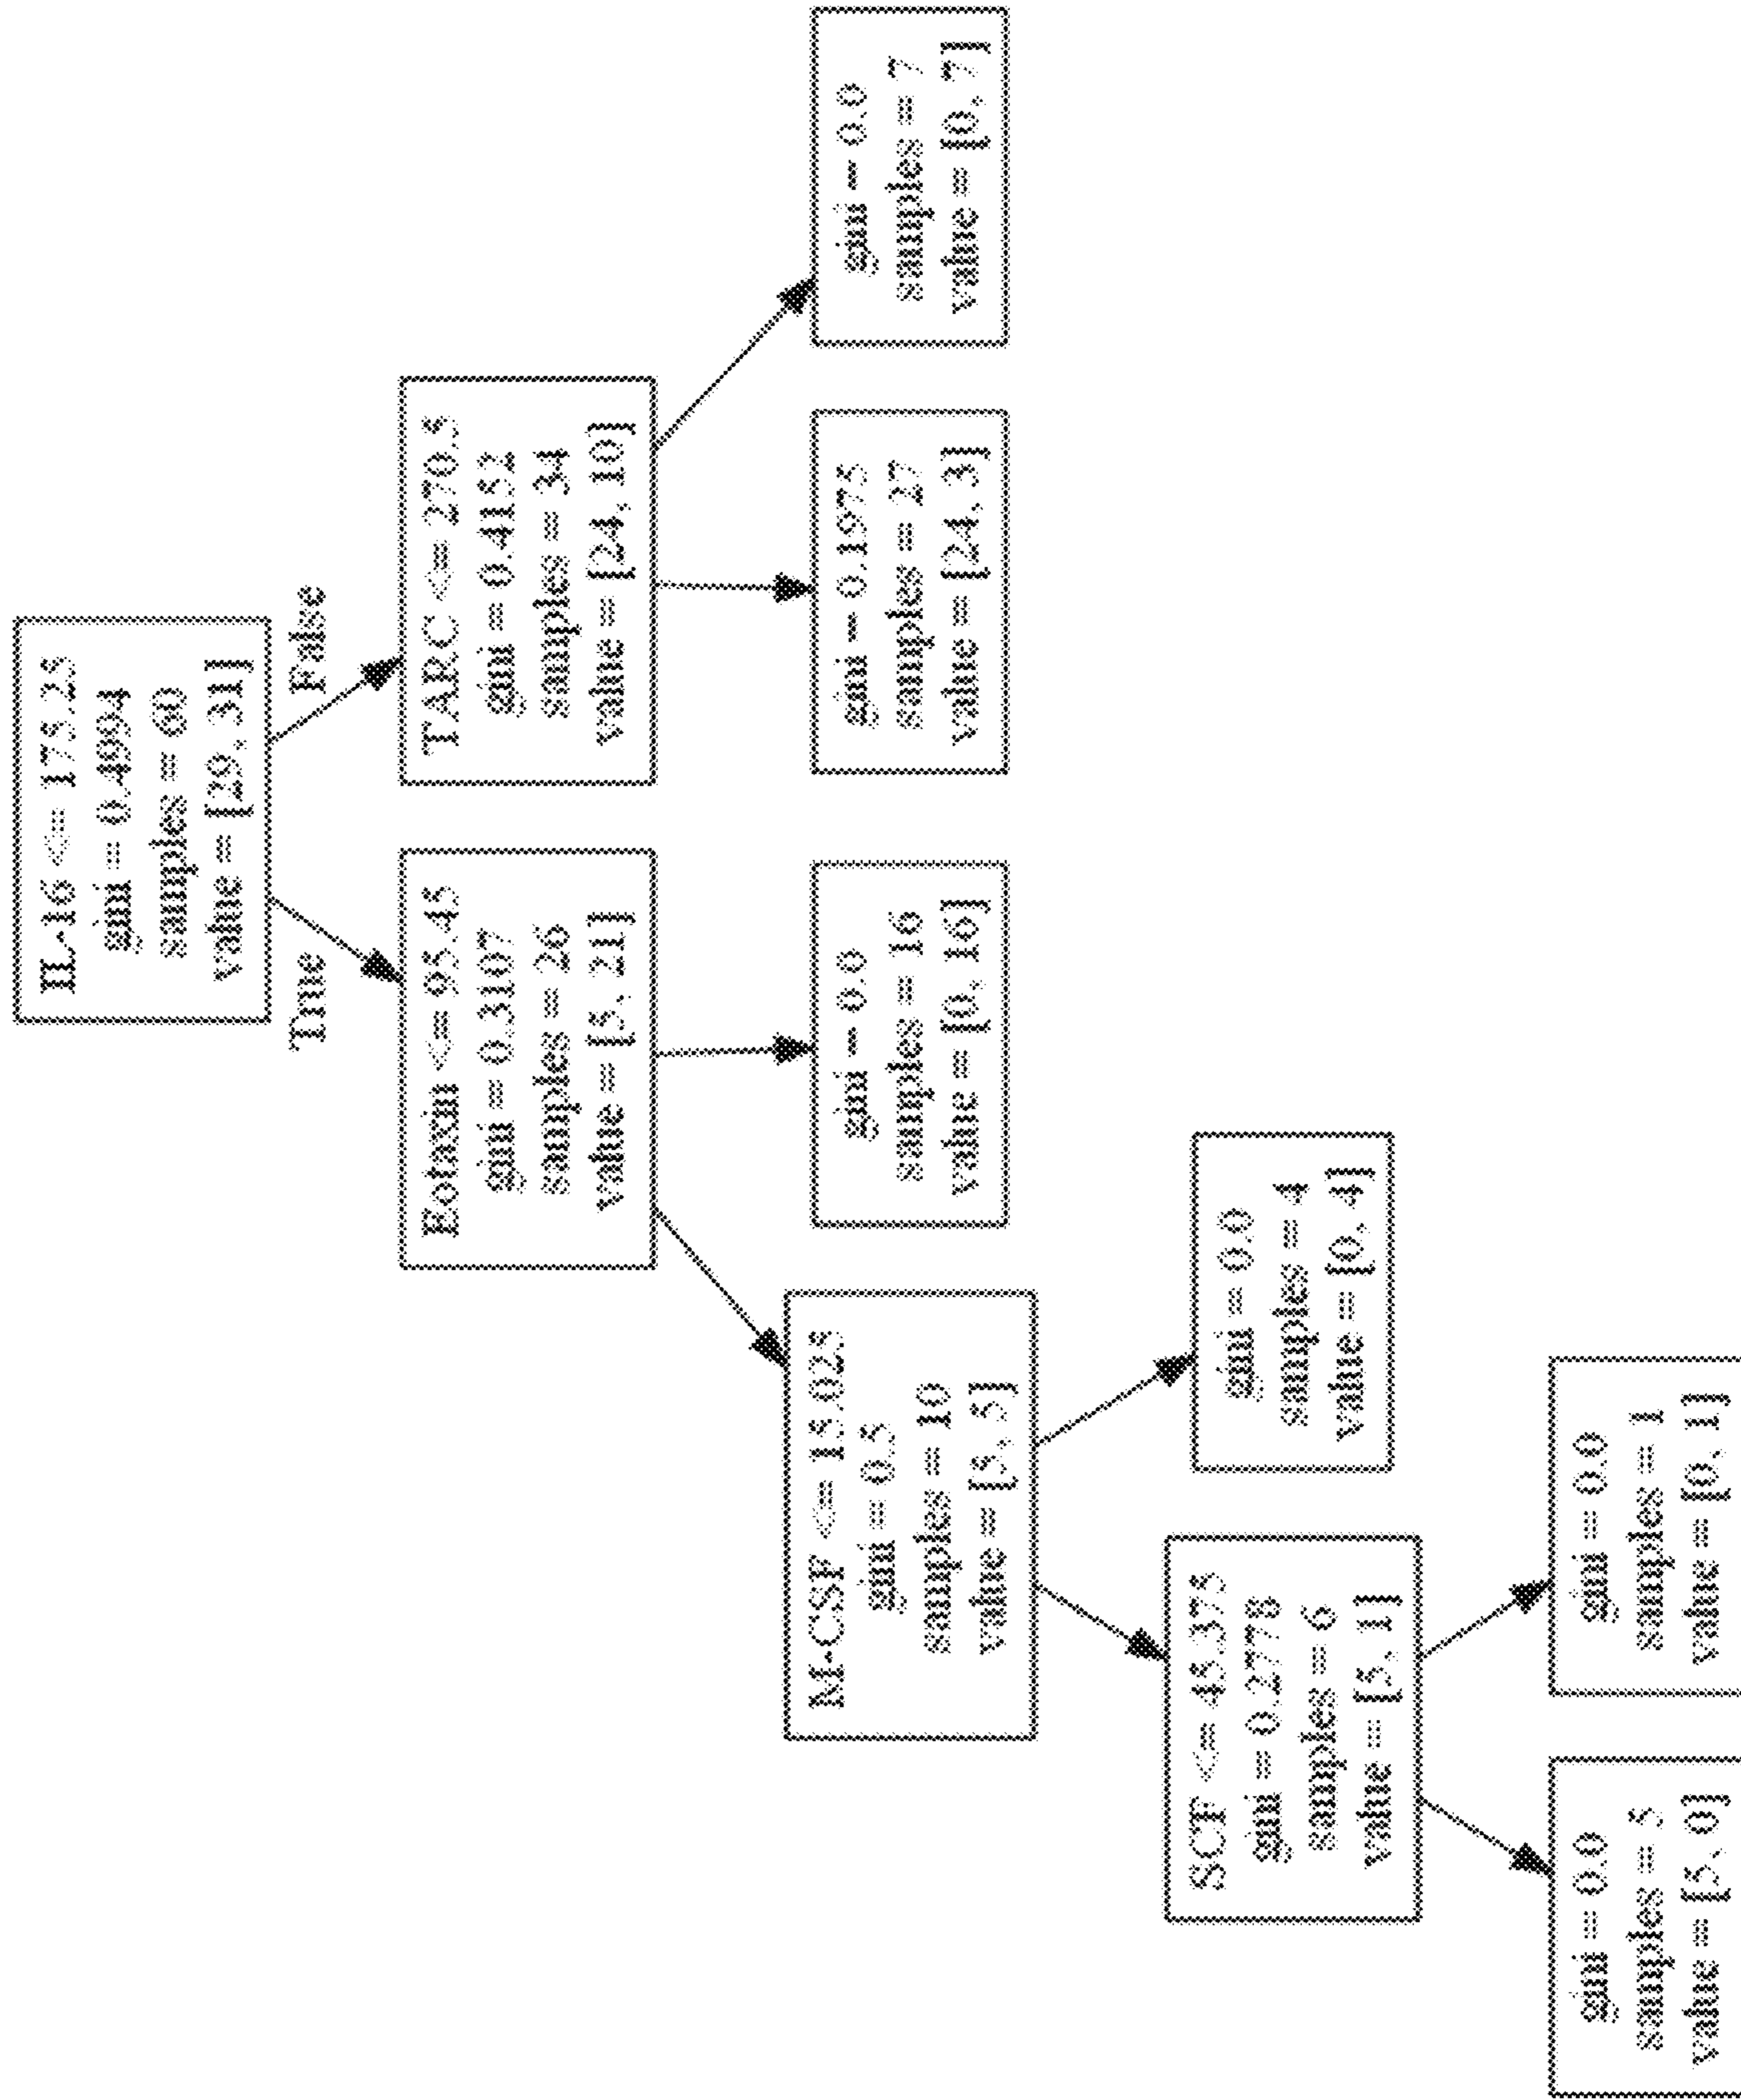 IL-16 <= 175.25
gini = 0.4994
samples = 60
value = [29, 31]
True
False
Eotaxin <= 95.45
gini = 0.3107
samples = 26
value = [5, 21]
TARC <= 270.5
gini = 0.4152
samples = 34
value = [24, 10]
M-CSF <= 15.025
gini = 0.5
samples = 10
value = [5, 5]
gini = 0.0
samples = 16
value = [0, 16]
gini = 0.1975
samples = 27
value = [24, 3]
gini = 0.0
samples = 7
value = [0, 7]
SCF <= 45.375
gini = 0.2778
samples = 6
value = [5, 1]
gini = 0.0
samples = 4
value = [0, 4]
gini = 0.0
samples = 5
value = [5, 0]
gini = 0.0
samples = 1
value = [0, 1]